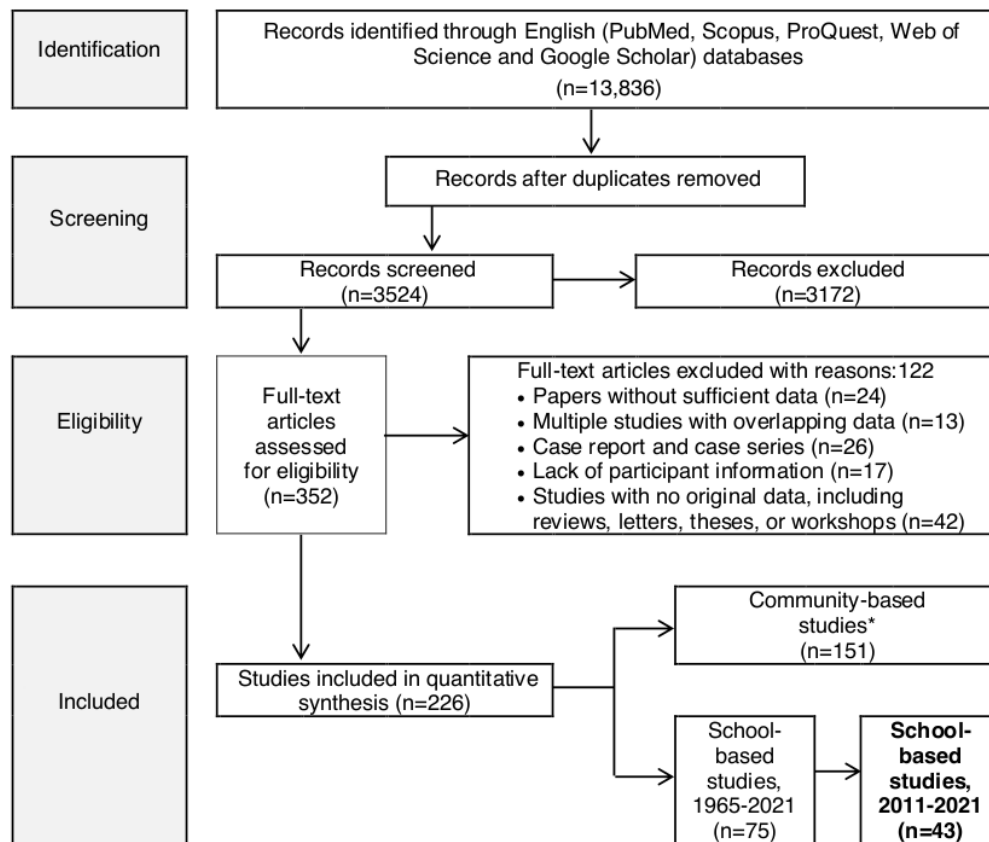 Identification
Records identified through English (PubMed, Scopus, ProQuest, Web of
Science and Google Scholar) databases
(n=13,836)
Screening
Records after duplicates removed
Records screened
(n=3524)
Records excluded
(n=3172)
Eligibility
Full-text
articles
assessed
for eligibility
(n=352)
Full-text articles excluded with reasons:122
• Papers without sufficient data (n=24)
• Multiple studies with overlapping data (n=13)
• Case report and case series (n=26)
• Lack of participant information (n=17)
• Studies with no original data, including
reviews, letters, theses, or workshops (n=42)
Included
Studies included in quantitative
synthesis (n=226)
Community-based
studies*
(n=151)
School-
based
studies,
1965-2021
(n=75)
School-
based
studies,
2011-2021
(n=43)